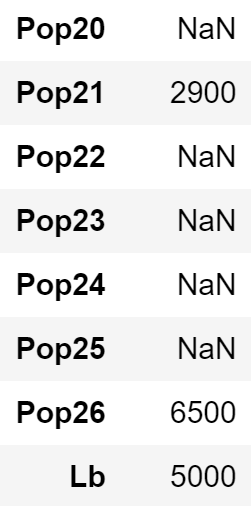 Pop20 NaN
Pop21 2900
Pop22 NaN
Pop23 NaN
Pop24 NaN
Pop25 NaN
Pop26 6500
Lb 5000